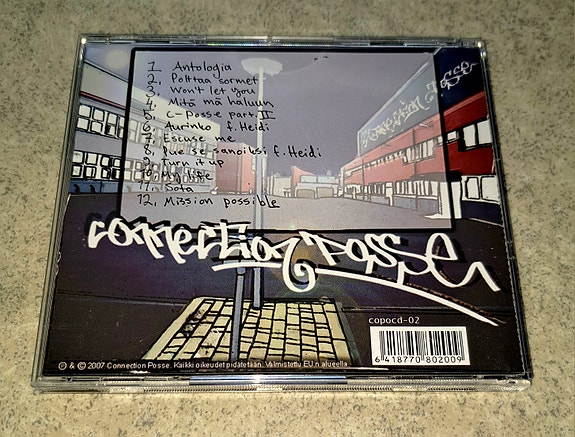 1. Antologia
2. Polttaa sormet
3. Won't let you
4. Mitä mä haluun
5. C-Posse part. II
6. Aurinko f. Heidi
7. Escuse me
8. Pue se sanoiksi f. Heidi
9. Turn it up
10. My life
11. Sota
12. Mission possible
Connection Posse
Connection Posse
copocd-02
6 418770 802009
℗ & © 2007 Connection Posse. Kaikki oikeudet pidätetään. Valmistettu EU:n alueella